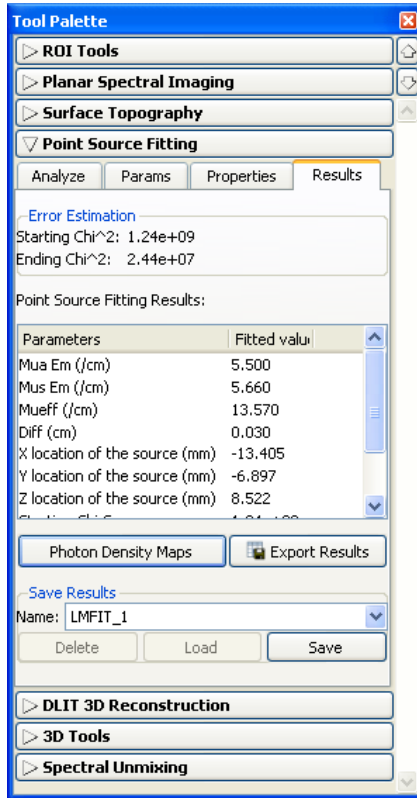 Tool Palette
ROI Tools
Planar Spectral Imaging
Surface Topography
Point Source Fitting
Analyze Params Properties Results
Error Estimation
Starting Chi^2: 1.24e+09
Ending Chi^2: 2.44e+07
Point Source Fitting Results:
Parameters Fitted valu
Mua Em (/cm) 5.500
Mus Em (/cm) 5.660
Mueff (/cm) 13.570
Diff (cm) 0.030
X location of the source (mm) -13.405
Y location of the source (mm) -6.897
Z location of the source (mm) 8.522
Photon Density Maps Export Results
Save Results
Name: LMFIT_1
Delete Load Save
DLIT 3D Reconstruction
3D Tools
Spectral Unmixing